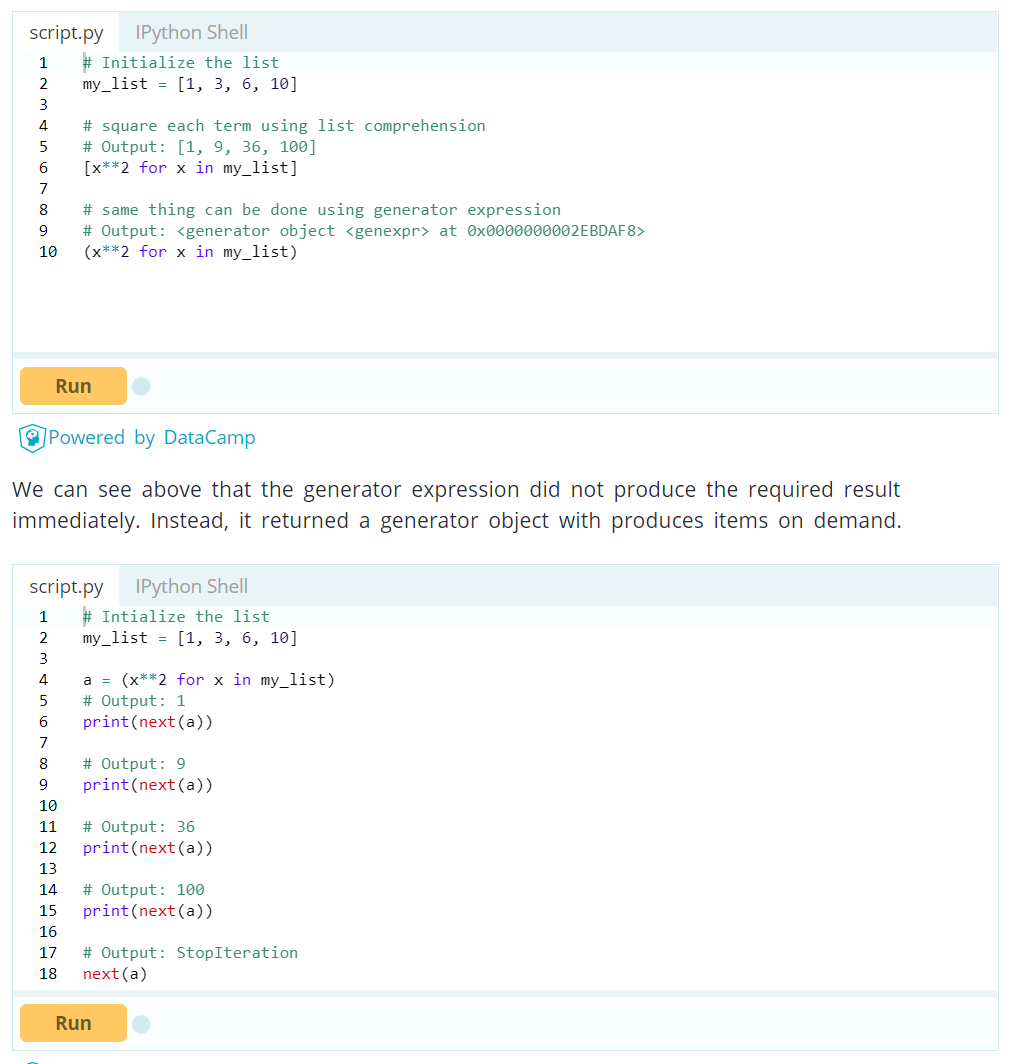 script.py IPython Shell
1 # Initialize the list
2 my_list = [1, 3, 6, 10]
3
4 # square each term using list comprehension
5 # Output: [1, 9, 36, 100]
6 [x**2 for x in my_list]
7
8 # same thing can be done using generator expression
9 # Output: <generator object <genexpr> at 0x0000000002EBDAF8>
10 (x**2 for x in my_list)
Run
Powered by DataCamp
We can see above that the generator expression did not produce the required result
immediately. Instead, it returned a generator object with produces items on demand.
script.py IPython Shell
1 # Intialize the list
2 my_list = [1, 3, 6, 10]
3
4 a = (x**2 for x in my_list)
5 # Output: 1
6 print(next(a))
7
8 # Output: 9
9 print(next(a))
10
11 # Output: 36
12 print(next(a))
13
14 # Output: 100
15 print(next(a))
16
17 # Output: StopIteration
18 next(a)
Run